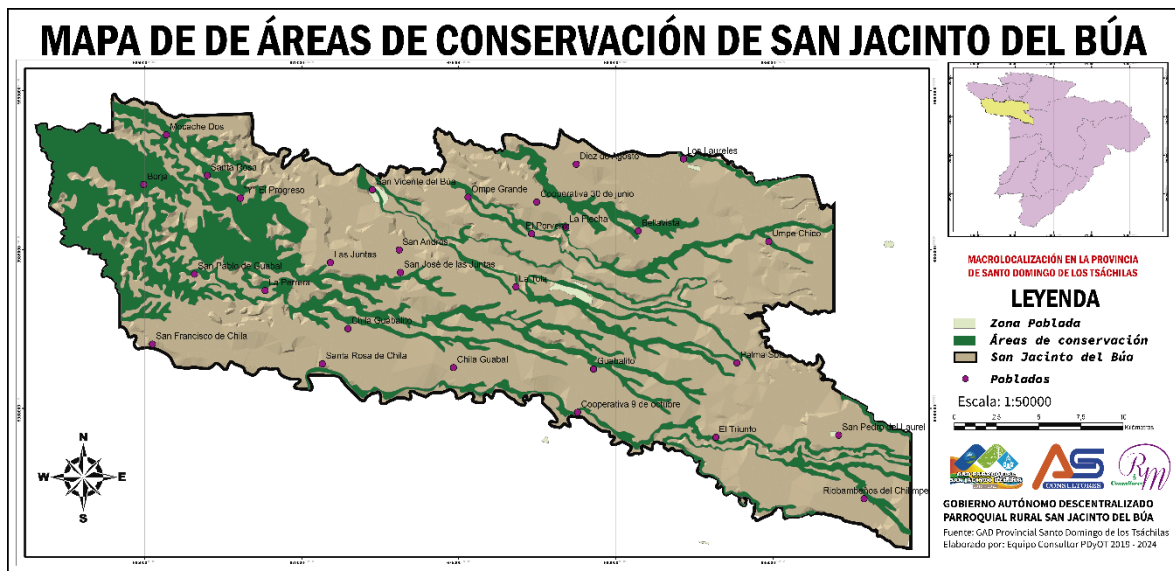 MAPA DE DE ÁREAS DE CONSERVACIÓN DE SAN JACINTO DEL BÚA
Mocache Dos
Santa Rosa
Borja
Y El Progreso
San Vicente del Búa
Ompe Grande
Diez de Agosto
Los Laureles
Cooperativa 30 de junio
La Flecha
El Porvenir
Bellavista
Umpe Chico
San Andrés
Las Juntas
San José de las Juntas
San Pablo de Guabal
La Perrera
La Tola
Chila Guabalito
San Francisco de Chila
Santa Rosa de Chila
Chila Guabal
Guabalito
Palma Sola
Cooperativa 9 de octubre
El Triunfo
San Pedro del Laurel
Riobambeños del Chilimpe
N
W E
S
MACROLOCALIZACIÓN EN LA PROVINCIA
DE SANTO DOMINGO DE LOS TSÁCHILAS
LEYENDA
Zona Poblada
Áreas de conservación
San Jacinto del Búa
Poblados
Escala: 1:50000
0 2,5 5 7,5 10
Kilómetros
AS
CONSULTORES
RM
Consultores
GOBIERNO AUTÓNOMO DESCENTRALIZADO
PARROQUIAL RURAL SAN JACINTO DEL BÚA
Fuente: GAD Provincial Santo Domingo de los Tsáchilas
Elaborado por: Equipo Consultor PDyOT 2019 - 2024